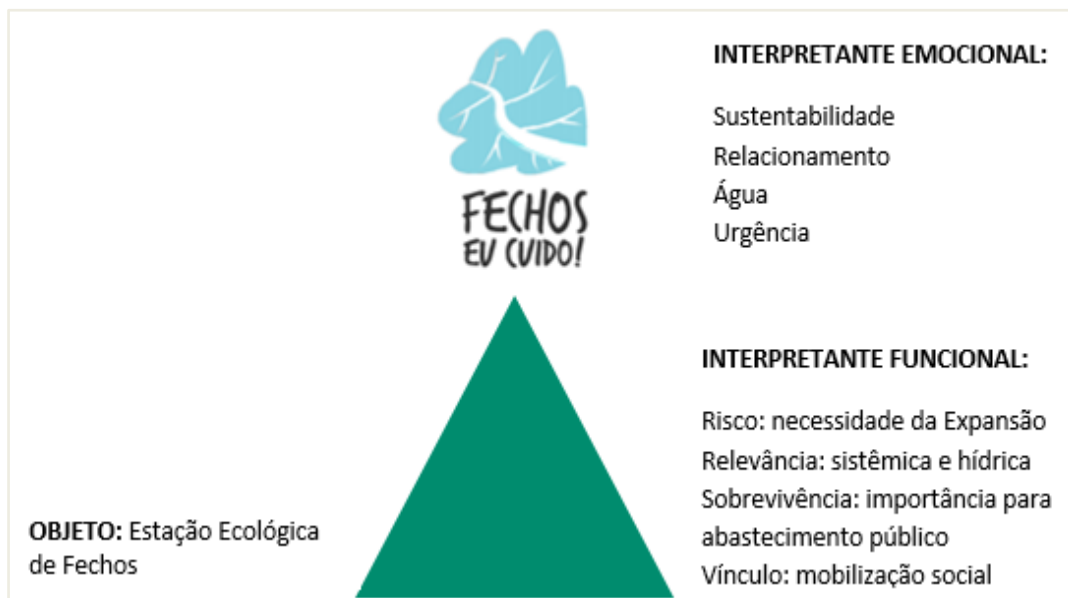 FECHOS
EU CUIDO!
INTERPRETANTE EMOCIONAL:
Sustentabilidade
Relacionamento
Água
Urgência
INTERPRETANTE FUNCIONAL:
Risco: necessidade da Expansão
Relevância: sistêmica e hídrica
Sobrevivência: importância para
abastecimento público
Vínculo: mobilização social
OBJETO: Estação Ecológica
de Fechos